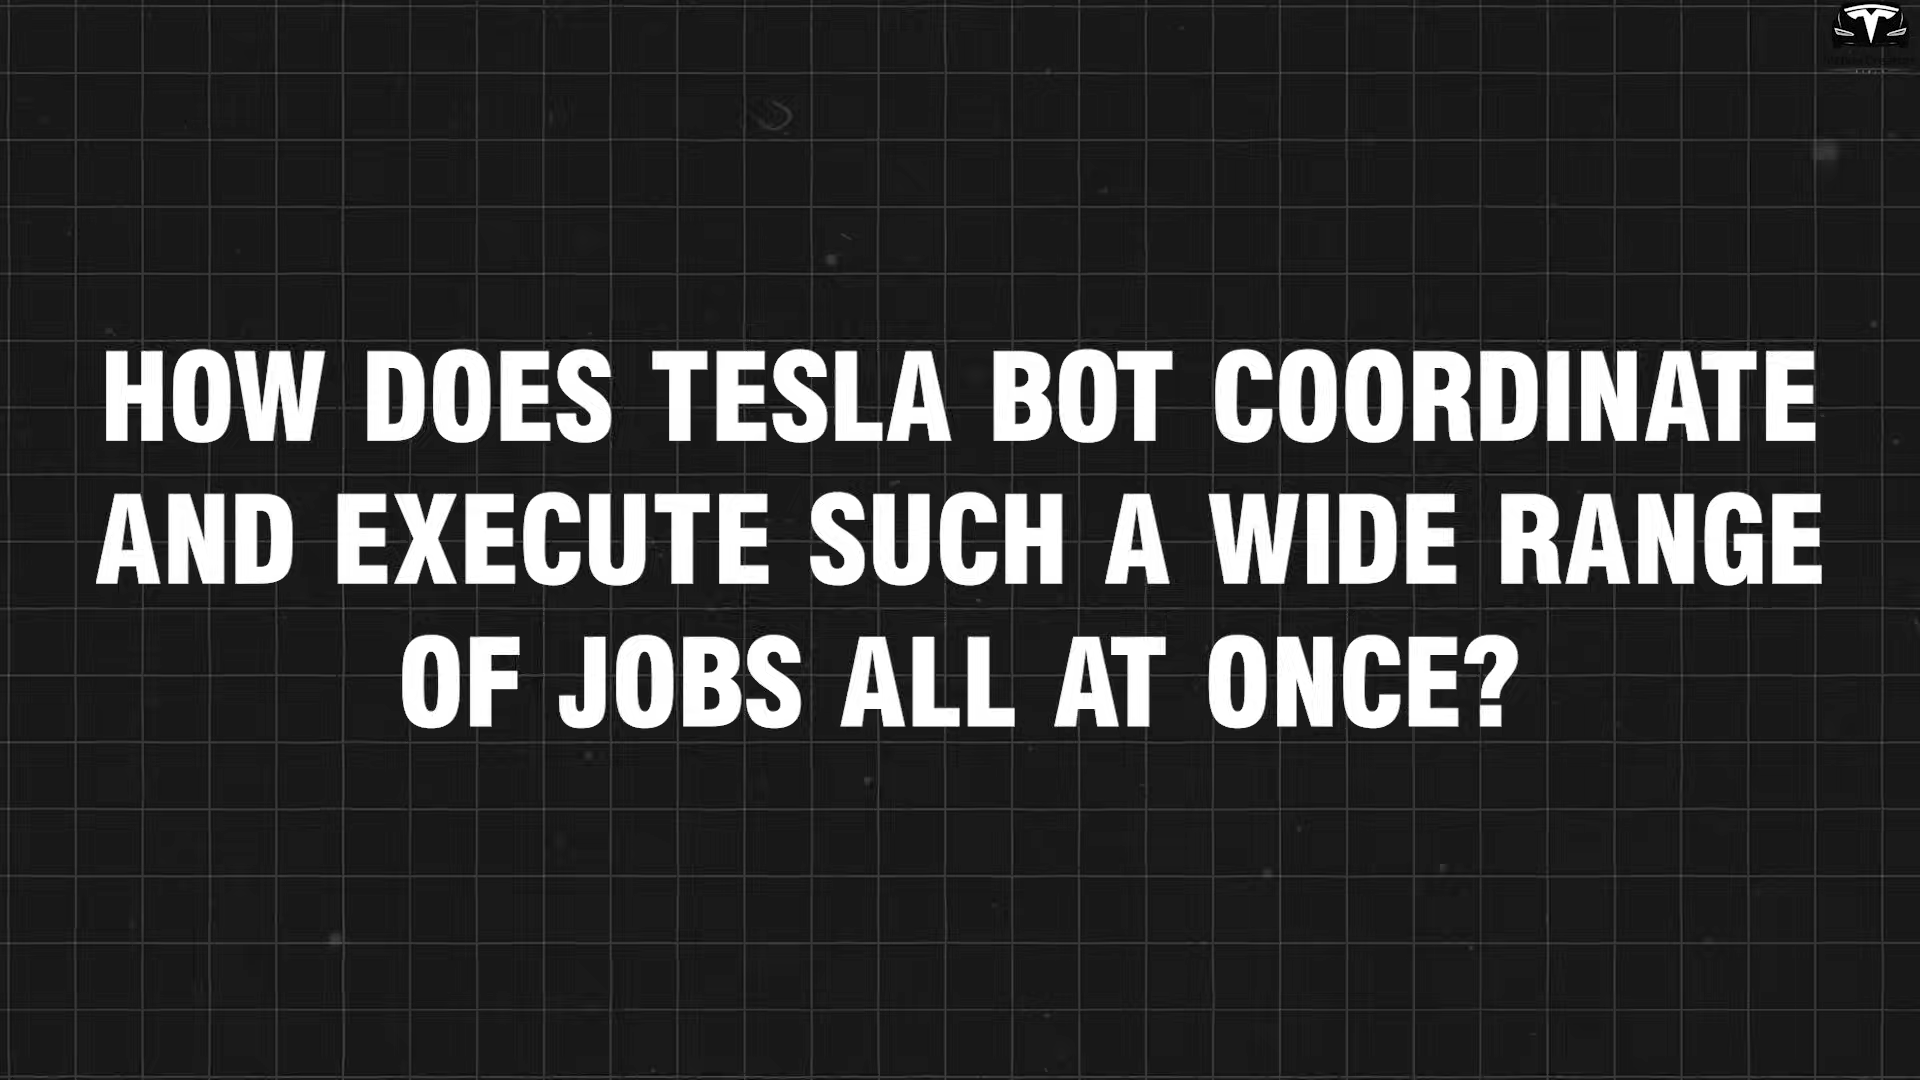 HOW DOES TESLA BOT COORDINATE
AND EXECUTE SUCH A WIDE RANGE
OF JOBS ALL AT ONCE?